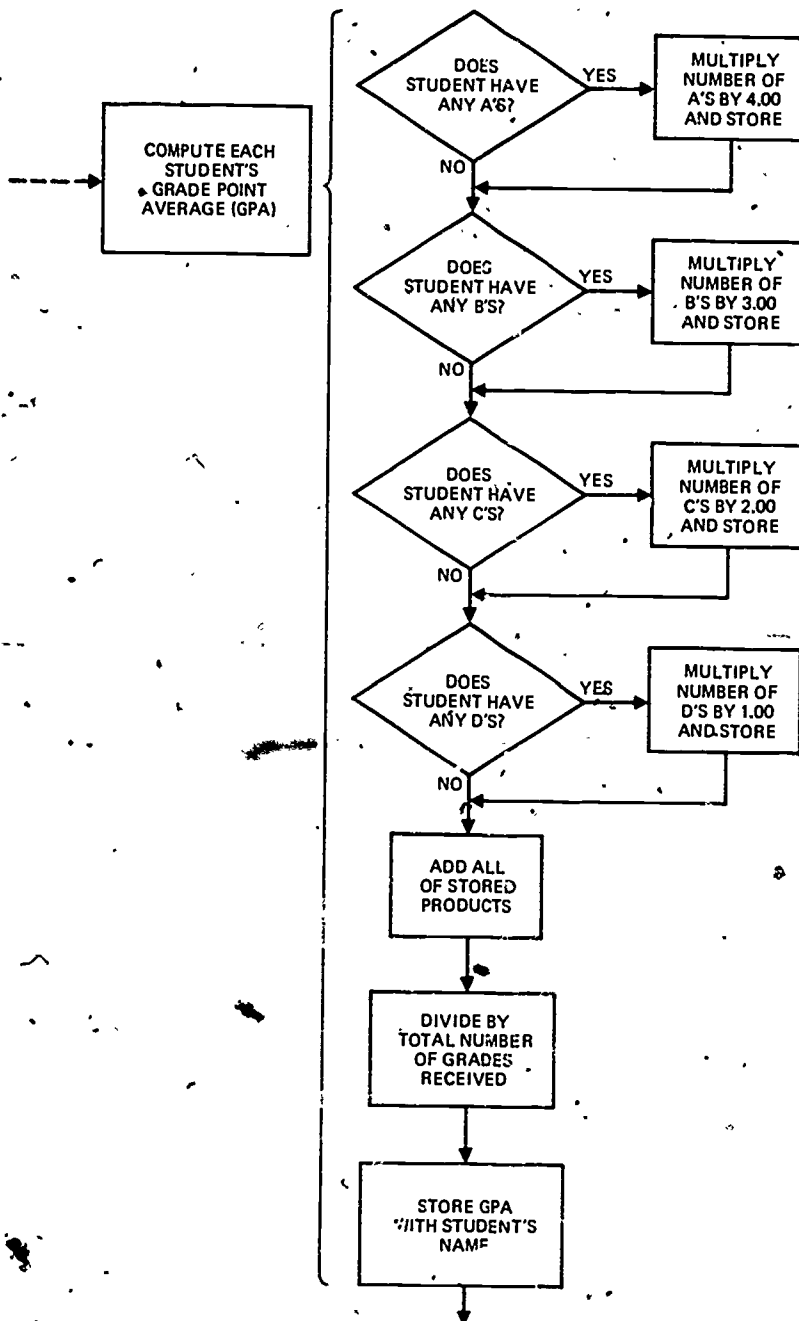 COMPUTE EACH
STUDENT'S
GRADE POINT
AVERAGE (GPA)
DOES
STUDENT HAVE
ANY A'S?
YES
MULTIPLY
NUMBER OF
A'S BY 4.00
AND STORE
NO
DOES
STUDENT HAVE
ANY B'S?
YES
MULTIPLY
NUMBER OF
B'S BY 3.00
AND STORE
NO
DOES
STUDENT HAVE
ANY C'S?
YES
MULTIPLY
NUMBER OF
C'S BY 2.00
AND STORE
NO
DOES
STUDENT HAVE
ANY D'S?
YES
MULTIPLY
NUMBER OF
D'S BY 1.00
AND STORE
NO
ADD ALL
OF STORED
PRODUCTS
DIVIDE BY
TOTAL NUMBER
OF GRADES
RECEIVED
STORE GPA
WITH STUDENT'S
NAME